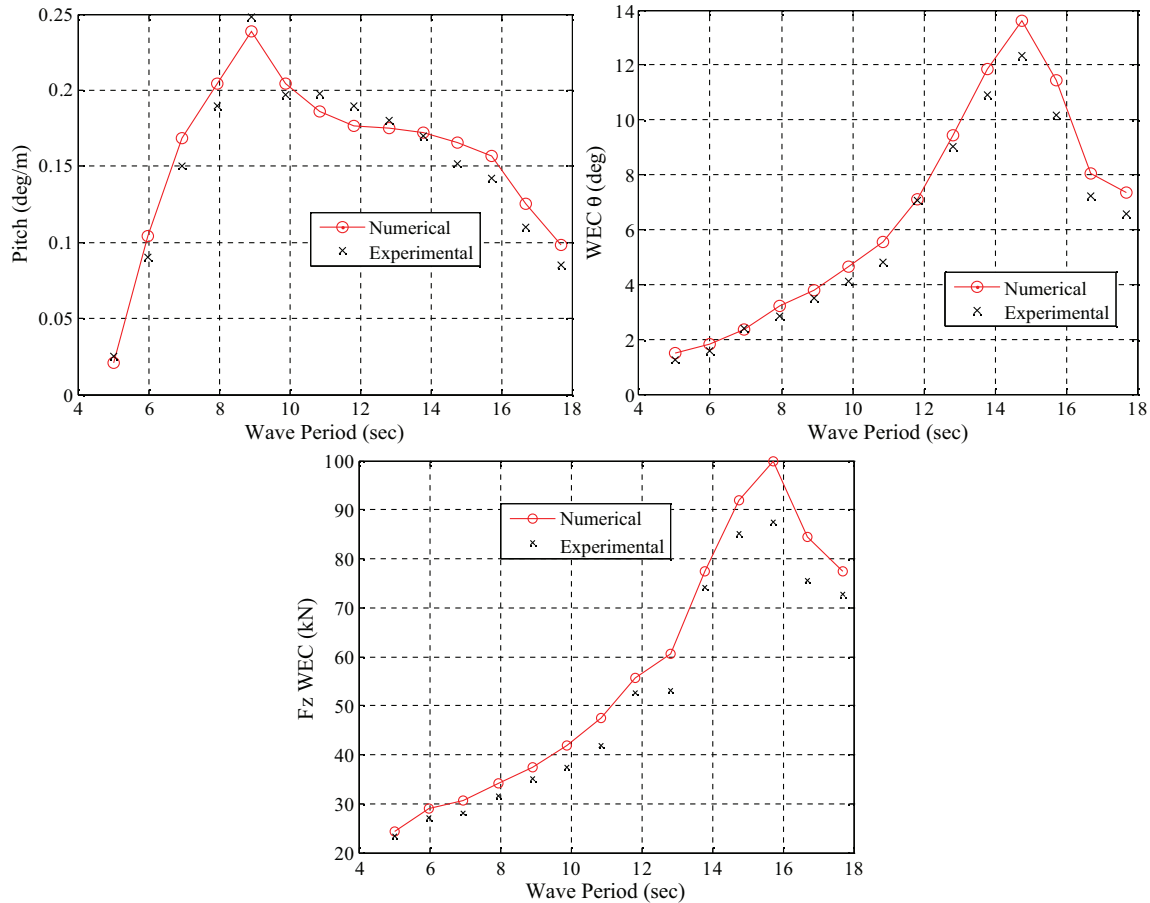 0.25
0.2
0.15
0.1
0.05
0
Pitch (deg/m)
4 6 8 10 12 14 16 18
Wave Period (sec)
Numerical
Experimental
14
12
10
8
6
4
2
0
WEC θ (deg)
4 6 8 10 12 14 16 18
Wave Period (sec)
Numerical
Experimental
100
90
80
70
60
50
40
30
20
Fz WEC (kN)
4 6 8 10 12 14 16 18
Wave Period (sec)
Numerical
Experimental